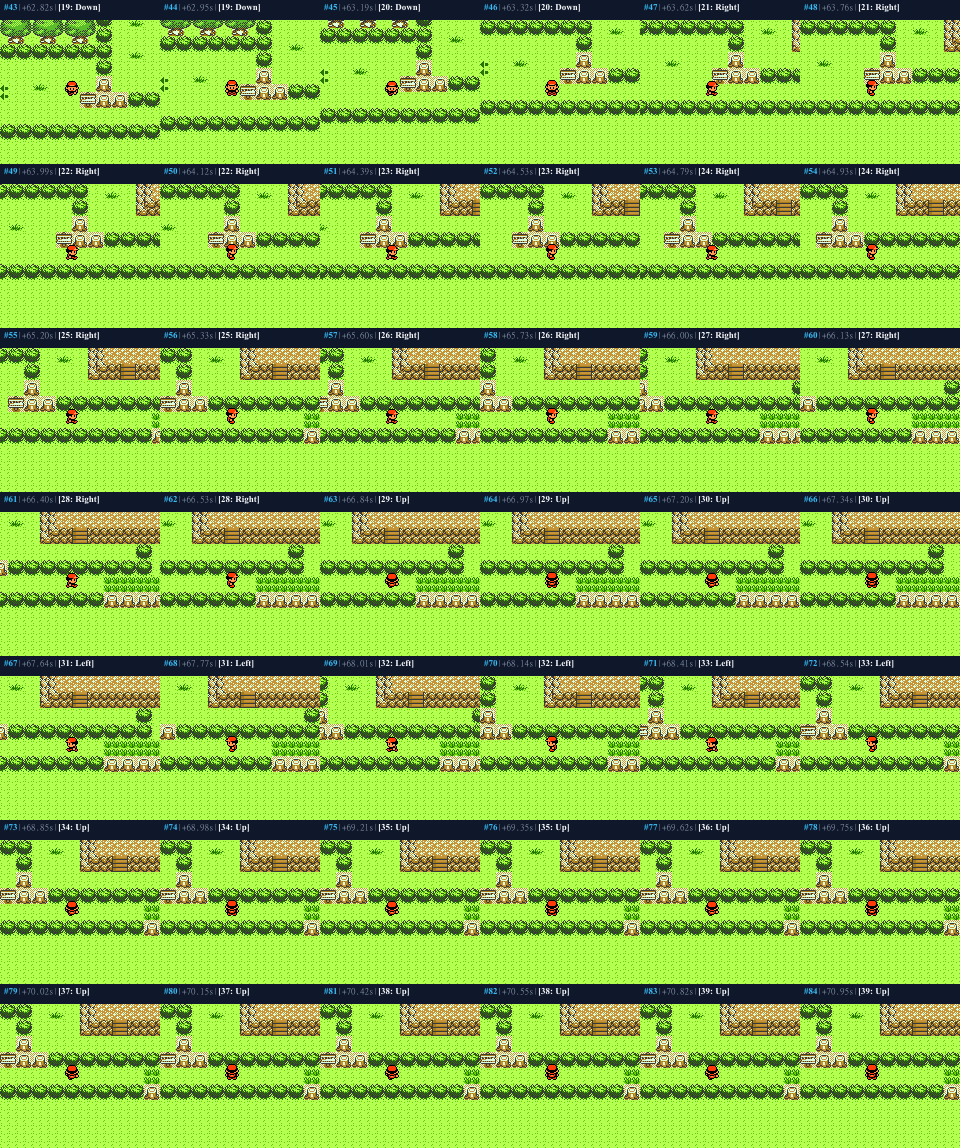 #43|+62.82s|[19: Down] #44|+62.95s|[19: Down] #45|+63.19s|[20: Down] #46|+63.32s|[20: Down] #47|+63.62s|[21: Right] #48|+63.76s|[21: Right]
#49|+63.99s|[22: Right] #50|+64.12s|[22: Right] #51|+64.39s|[23: Right] #52|+64.53s|[23: Right] #53|+64.79s|[24: Right] #54|+64.93s|[24: Right]
#55|+65.20s|[25: Right] #56|+65.33s|[25: Right] #57|+65.60s|[26: Right] #58|+65.73s|[26: Right] #59|+66.00s|[27: Right] #60|+66.13s|[27: Right]
#61|+66.40s|[28: Right] #62|+66.53s|[28: Right] #63|+66.84s|[29: Up] #64|+66.97s|[29: Up] #65|+67.20s|[30: Up] #66|+67.34s|[30: Up]
#67|+67.64s|[31: Left] #68|+67.77s|[31: Left] #69|+68.01s|[32: Left] #70|+68.14s|[32: Left] #71|+68.41s|[33: Left] #72|+68.54s|[33: Left]
#73|+68.85s|[34: Up] #74|+68.98s|[34: Up] #75|+69.21s|[35: Up] #76|+69.35s|[35: Up] #77|+69.62s|[36: Up] #78|+69.75s|[36: Up]
#79|+70.02s|[37: Up] #80|+70.15s|[37: Up] #81|+70.42s|[38: Up] #82|+70.55s|[38: Up] #83|+70.82s|[39: Up] #84|+70.95s|[39: Up]